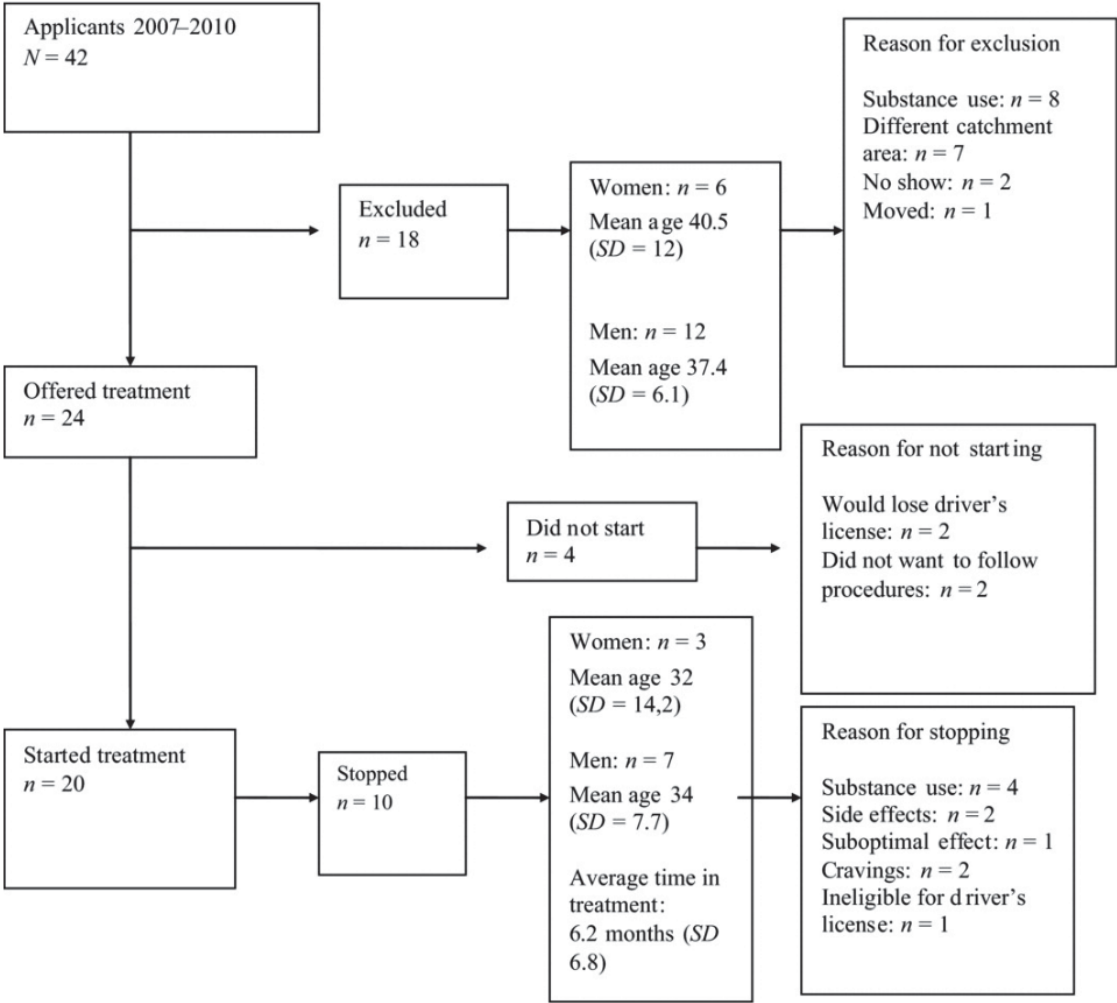 Applicants 2007–2010
N = 42
Reason for exclusion
Substance use: n = 8
Different catchment
area: n = 7
No show: n = 2
Moved: n = 1
Excluded
n = 18
Women: n = 6
Mean age 40.5
(SD = 12)
Men: n = 12
Mean age 37.4
(SD = 6.1)
Offered treatment
n = 24
Did not start
n = 4
Reason for not starting
Would lose driver's
license: n = 2
Did not want to follow
procedures: n = 2
Started treatment
n = 20
Stopped
n = 10
Women: n = 3
Mean age 32
(SD = 14,2)
Men: n = 7
Mean age 34
(SD = 7.7)
Average time in
treatment:
6.2 months (SD
6.8)
Reason for stopping
Substance use: n = 4
Side effects: n = 2
Suboptimal effect: n = 1
Cravings: n = 2
Ineligible for driver's
license: n = 1